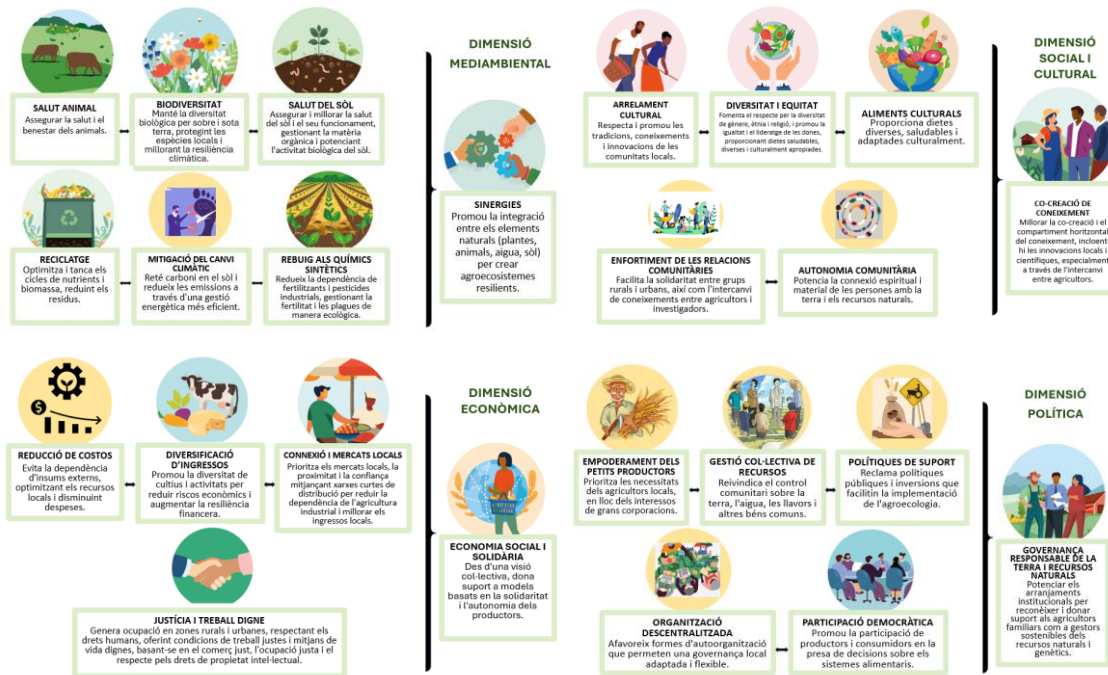 DIMENSIÓ
MEDIAMBIENTAL
SALUT ANIMAL
Assegurar la salut i el
benestar dels animals.
BIODIVERSITAT
Manté la diversitat
biològica per sobre i sota
terra, protegint les
espècies locals i
millorant la resiliència
climàtica.
SALUT DEL SÒL
Assegurar i millorar la salut
del sòl i el seu funcionament,
gestionant la matèria
orgànica i potenciant
l'activitat biològica del sòl.
RECICLATGE
Optimitza i tanca els
cicles de nutrients i
biomassa, reduint els
residus.
MITIGACIÓ DEL CANVI
CLIMÀTIC
Reté carboni en el sòl i
redueix les emissions a
través d'una gestió
energètica més eficient.
REBUIG ALS QUÍMICS
SINTÈTICS
Redueix la dependència de
fertilitzants i pesticides
industrials, gestionant la
fertilitat i les plagues de
manera ecològica.
SINERGIES
Promou la integració
entre els elements
naturals (plantes,
animals, aigua, sòl)
per crear
agroecosistemes
resilients.
DIMENSIÓ
SOCIAL I
CULTURAL
ARRELAMENT
CULTURAL
Respecta i promou les
tradicions, coneixements
i innovacions de les
comunitats locals.
DIVERSITAT I EQUITAT
Fomenta el respecte per la diversitat
de gènere, ètnia i religió, i promou la
igualtat i el lideratge de les dones,
proporcionant dietes saludables,
diverses i culturalment apropiades.
ALIMENTS CULTURALS
Proporciona dietes
diverses, saludables i
adaptades culturalment.
ENFORTIMENT DE LES RELACIONS
COMUNITÀRIES
Facilita la solidaritat entre grups
rurals i urbans, així com l'intercanvi
de coneixements entre agricultors i
investigadors.
AUTONOMIA COMUNITÀRIA
Potencia la connexió espiritual i
material de les persones amb la
terra i els recursos naturals.
CO-CREACIÓ DE
CONEIXEMENT
Millorar la co-creació i el
compartiment horitzontal
del coneixement, incloent
hi les innovacions locals i
científiques, especialment
a través de l'intercanvi
entre agricultors.
DIMENSIÓ
ECONÒMICA
REDUCCIÓ DE COSTOS
Evita la dependència
d'insums externs,
optimitzant els recursos
locals i disminuint
despeses.
DIVERSIFICACIÓ
D'INGRESSOS
Promou la diversitat de
cultius i activitats per
reduir riscos econòmics i
augmentar la resiliència
financera.
CONNEXIÓ I MERCATS LOCALS
Prioritza els mercats locals, la
proximitat i la confiança
mitjançant xarxes curtes de
distribució per reduir la
dependència de l'agricultura
industrial i millorar els
ingressos locals.
JUSTÍCIA I TREBALL DIGNE
Genera ocupació en zones rurals i urbanes, respectant els
drets humans, oferint condicions de treball justes i mitjans de
vida dignes, basant-se en el comerç just, l'ocupació justa i el
respecte pels drets de propietat intel·lectual.
ECONOMIA SOCIAL I
SOLIDÀRIA
Des d'una visió
col·lectiva, dona
suport a models
basats en la solidaritat
i l'autonomia dels
productors.
DIMENSIÓ
POLÍTICA
EMPODERAMENT DELS
PETITS PRODUCTORS
Prioritza les necessitats
dels agricultors locals,
en lloc dels interessos
de grans corporacions.
GESTIÓ COL·LECTIVA DE
RECURSOS
Reivindica el control
comunitari sobre la
terra, l'aigua, les llavors i
altres béns comuns.
POLÍTIQUES DE SUPORT
Reclama polítiques
públiques i inversions que
facilitin la implementació
de l'agroecologia.
ORGANITZACIÓ
DESCENTRALITZADA
Afavoreix formes d'autoorganització
que permeten una governança local
adaptada i flexible.
PARTICIPACIÓ DEMOCRÀTICA
Promou la participació de
productors i consumidors en la
presa de decisions sobre els
sistemes alimentaris.
GOVERNANÇA
RESPONSABLE DE LA
TERRA I RECURSOS
NATURALS
Potenciar els
arranjaments
institucionals per
reconèixer i donar
suport als agricultors
familiars com a gestors
sostenibles dels
recursos naturals i
genètics.